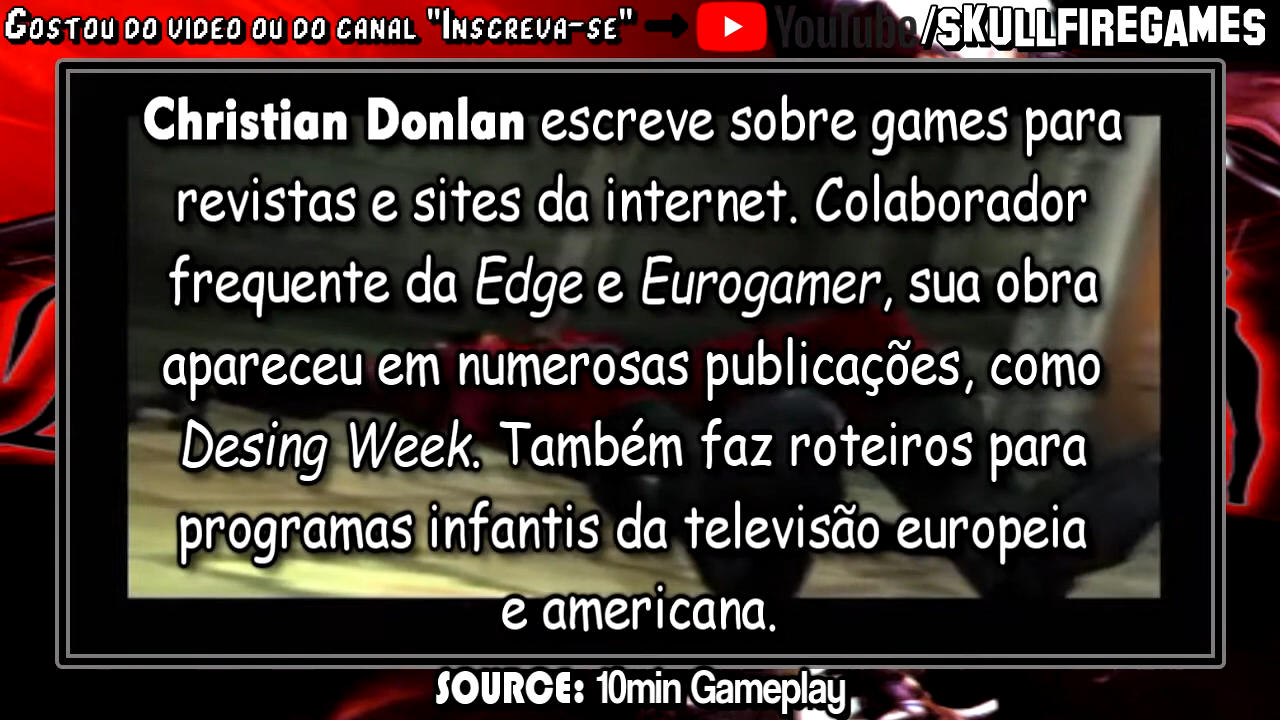 Gostou do video ou do canal "Inscreva-se" YouTube/SKULLFIREGAMES
Christian Donlan escreve sobre games para
revistas e sites da internet. Colaborador
frequente da Edge e Eurogamer, sua obra
apareceu em numerosas publicações, como
Desing Week. Também faz roteiros para
programas infantis da televisão europeia
e americana.
SOURCE: 10min Gameplay